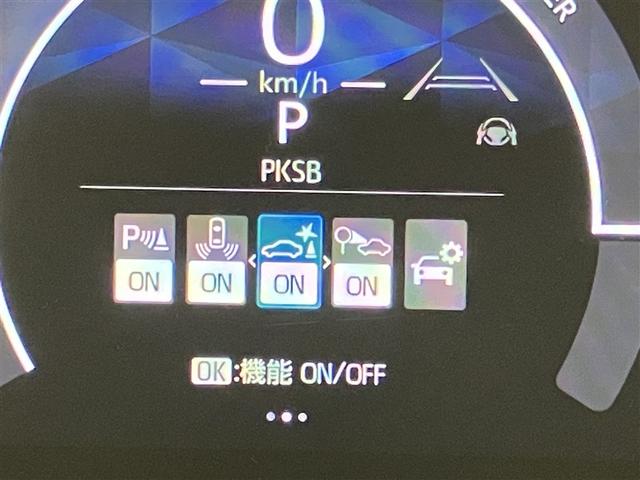 0
km/h
P
PKSB
P
ON ON ON ON
OK:機能 ON/OFF